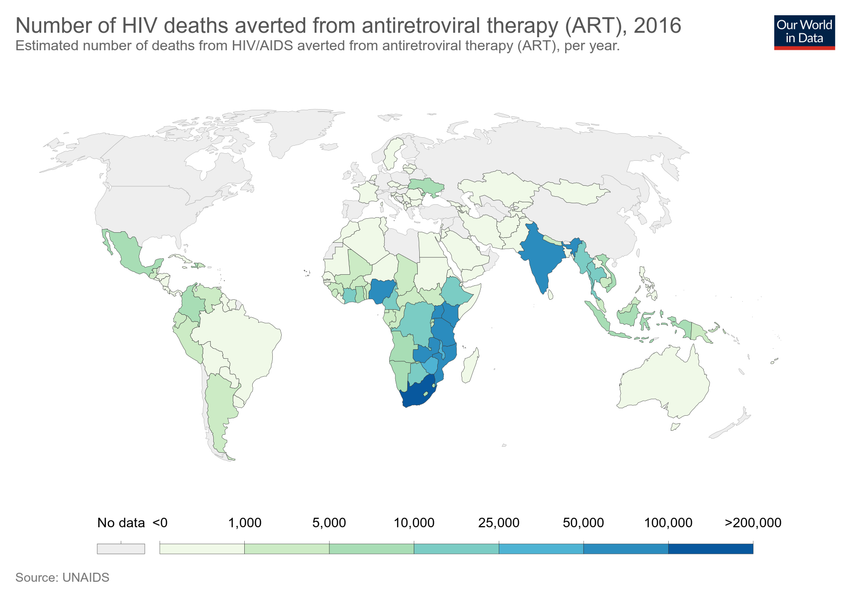 Number of HIV deaths averted from antiretroviral therapy (ART), 2016
Estimated number of deaths from HIV/AIDS averted from antiretroviral therapy (ART), per year.
Our World
in Data
No data <0 1,000 5,000 10,000 25,000 50,000 100,000 >200,000
Source: UNAIDS